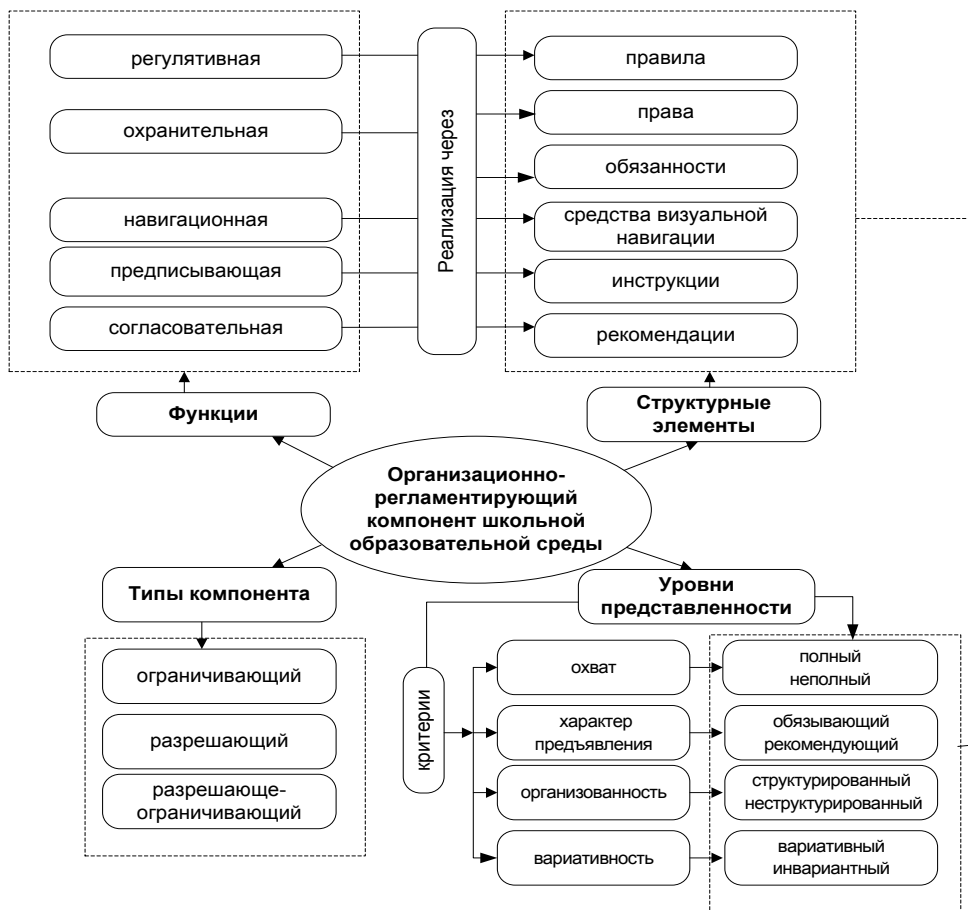 регулятивная
охранительная
навигационная
предписывающая
согласовательная
Реализация через
правила
права
обязанности
средства визуальной
навигации
инструкции
рекомендации
Функции
Структурные
элементы
Организационно-
регламентирующий
компонент школьной
образовательной среды
Типы компонента
Уровни
представленности
ограничивающий
разрешающий
разрешающе-
ограничивающий
критерии
охват
характер
предъявления
организованность
вариативность
полный
неполный
обязывающий
рекомендующий
структурированный
неструктурированный
вариативный
инвариантный